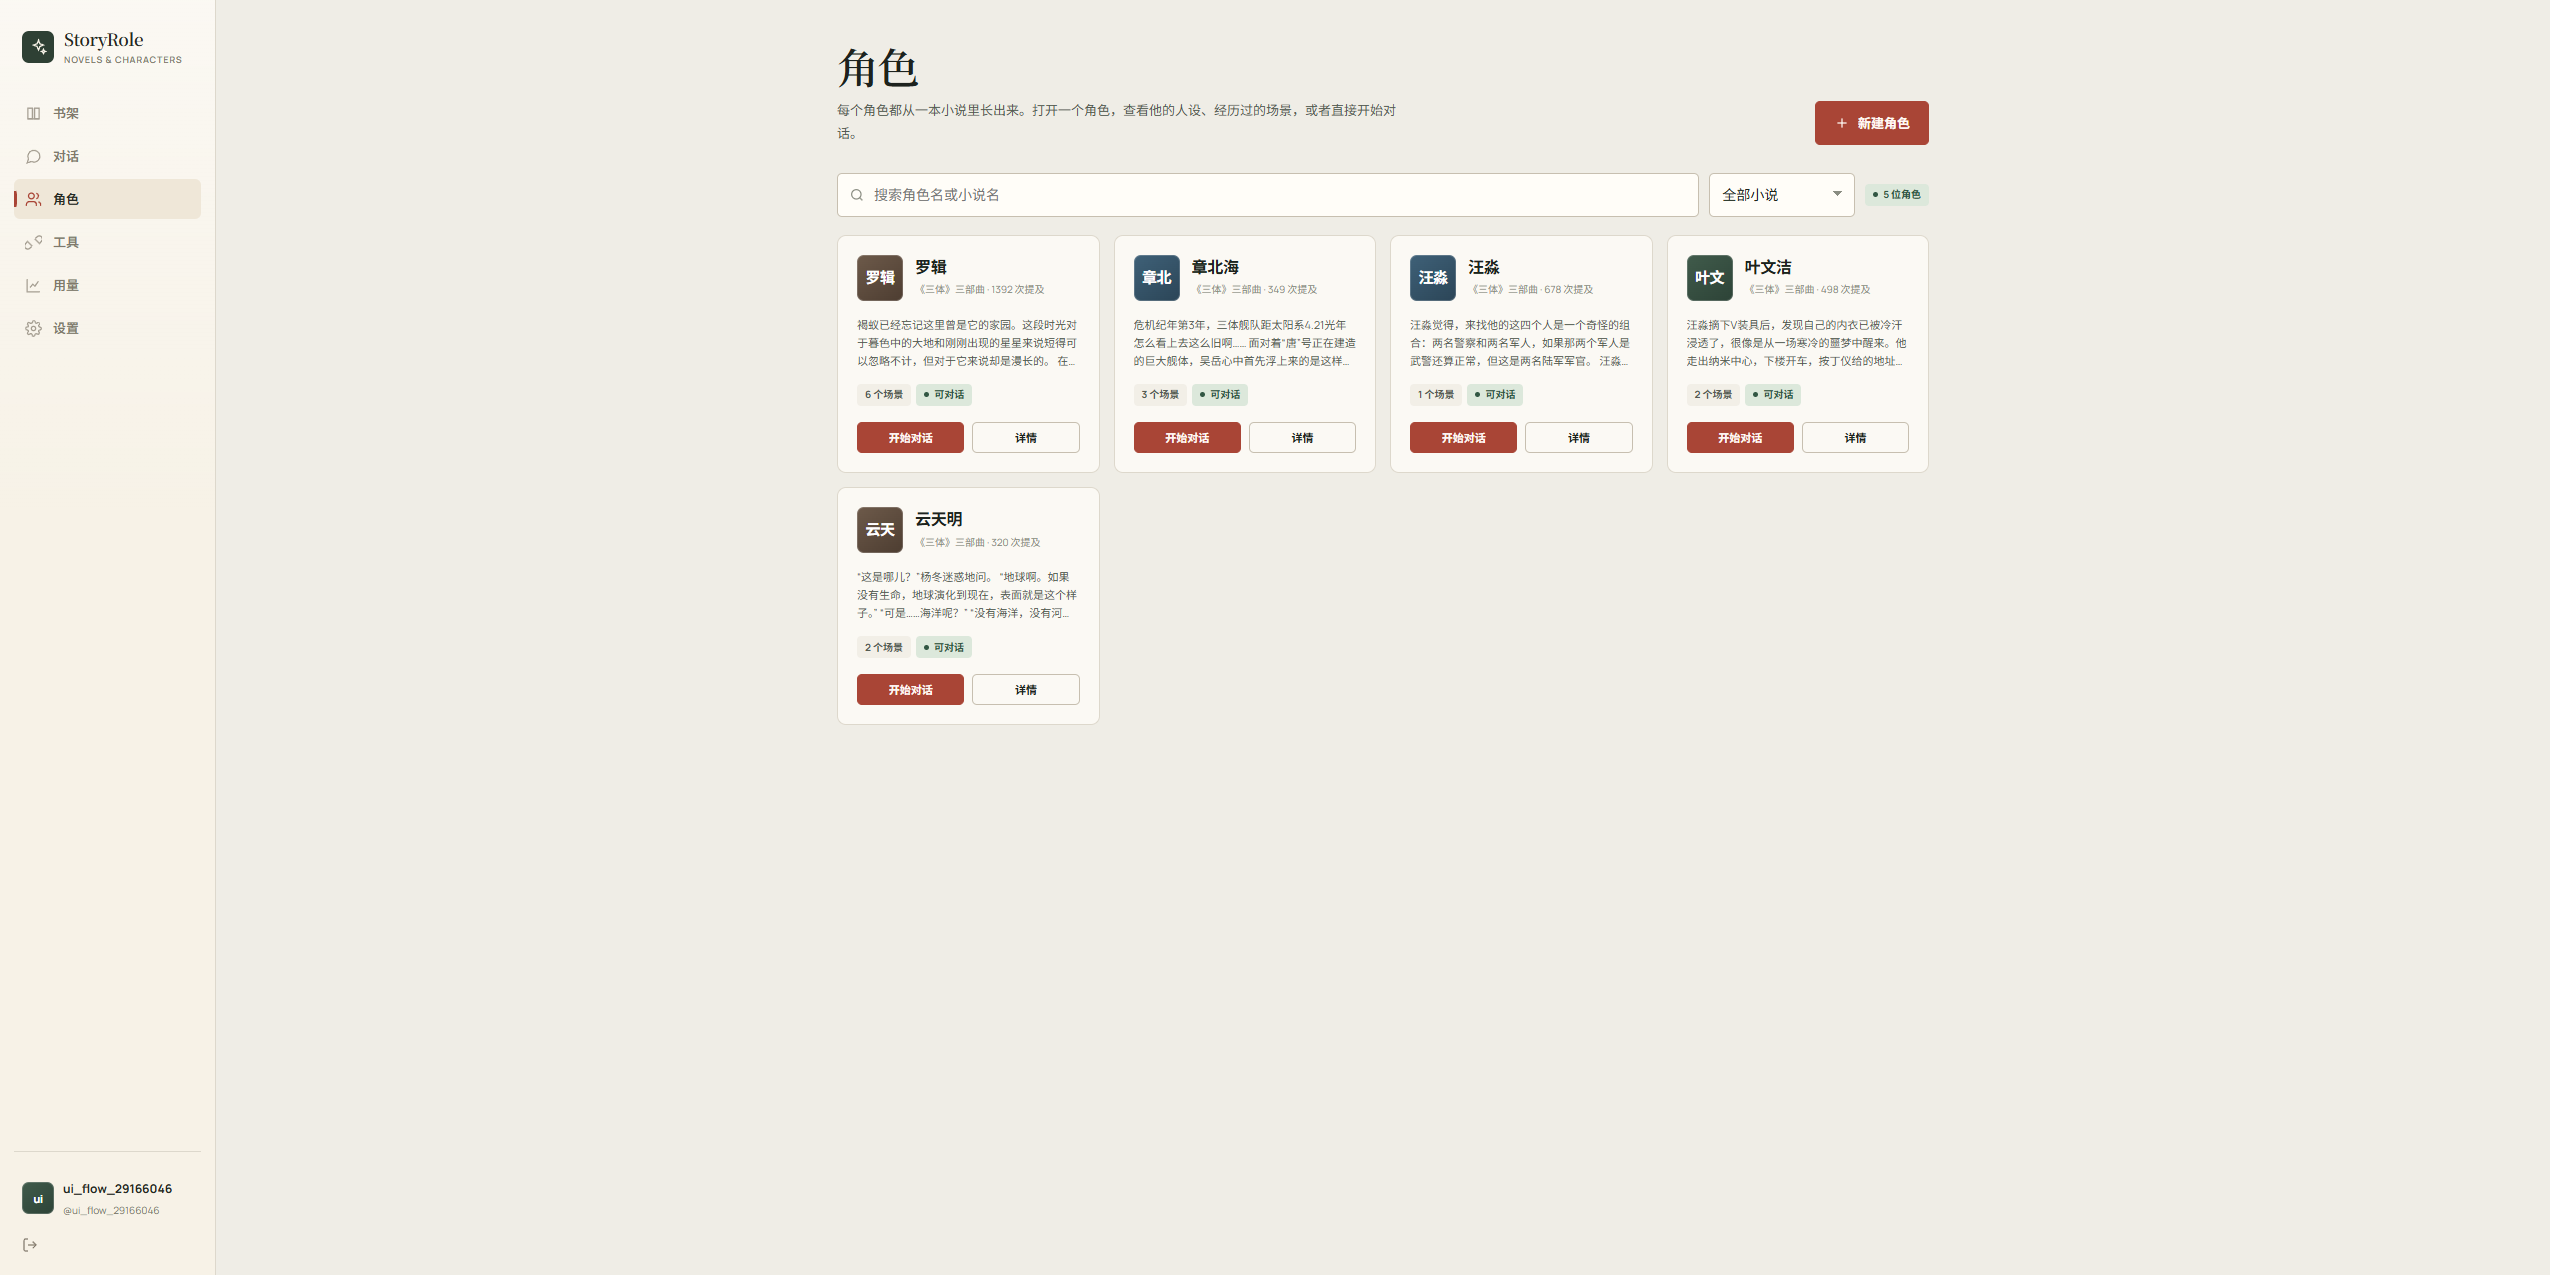 StoryRole
NOVELS & CHARACTERS
书架
对话
角色
工具
用量
设置
ui
ui_flow_29166046
@ui_flow_29166046
角色
每个角色都从一本小说里长出来。打开一个角色，查看他的人设、经历过的场景，或者直接开始对
话。
新建角色
搜索角色名或小说名
全部小说
5 位角色
罗辑
罗辑
《三体》三部曲 · 1392 次提及
褐蚁已经忘记这里曾是它的家园。这段时光对
于暮色中的大地和刚刚出现的星星来说短得可
以忽略不计，但对于它来说却是漫长的。 在...
6 个场景
可对话
开始对话
详情
章北
章北海
《三体》三部曲 · 349 次提及
危机纪年第3年，三体舰队距太阳系4.21光年
怎么看上去这么旧啊…… 面对着“唐”号正在建造
的巨大舰体，吴岳心中首先浮上来的是这样...
3 个场景
可对话
开始对话
详情
汪淼
汪淼
《三体》三部曲 · 678 次提及
汪淼觉得，来找他的这四个人是一个奇怪的组
合：两名警察和两名军人，如果那两个军人是
武警还算正常，但这是两名陆军军官。 汪淼...
1 个场景
可对话
开始对话
详情
叶文
叶文洁
《三体》三部曲 · 498 次提及
汪淼摘下V装具后，发现自己的内衣已被冷汗
浸透了，很像是从一场寒冷的噩梦中醒来。他
走出纳米中心，下楼开车，按丁仪给的地址...
2 个场景
可对话
开始对话
详情
云天
云天明
《三体》三部曲 · 320 次提及
“这是哪儿？”杨冬迷惑地问。 “地球啊。如果
没有生命，地球演化到现在，表面就是这个样
子。” “可是……海洋呢？” “没有海洋，没有河...
2 个场景
可对话
开始对话
详情